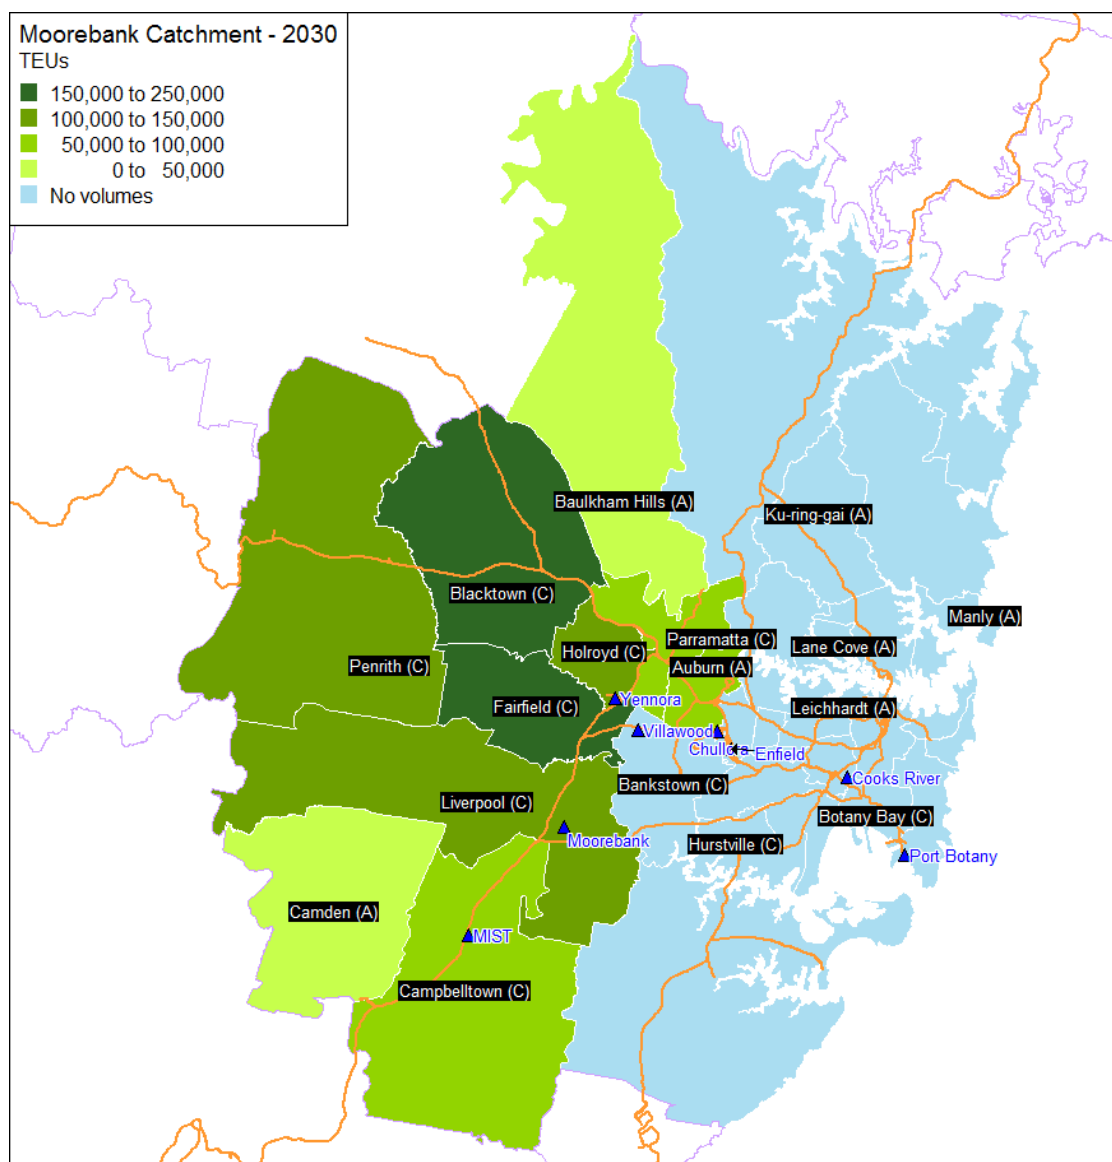 Moorebank Catchment - 2030
TEUs
150,000 to 250,000
100,000 to 150,000
50,000 to 100,000
0 to 50,000
No volumes
Baulkham Hills (A)
Ku-ring-gai (A)
Blacktown (C)
Manly (A)
Parramatta (C)
Lane Cove (A)
Holroyd (C)
Penrith (C)
Auburn (A)
Yennora
Fairfield (C)
Leichhardt (A)
Villawood
Chullora
Enfield
Cooks River
Bankstown (C)
Liverpool (C)
Botany Bay (C)
Moorebank
Hurstville (C)
Port Botany
Camden (A)
MIST
Campbelltown (C)